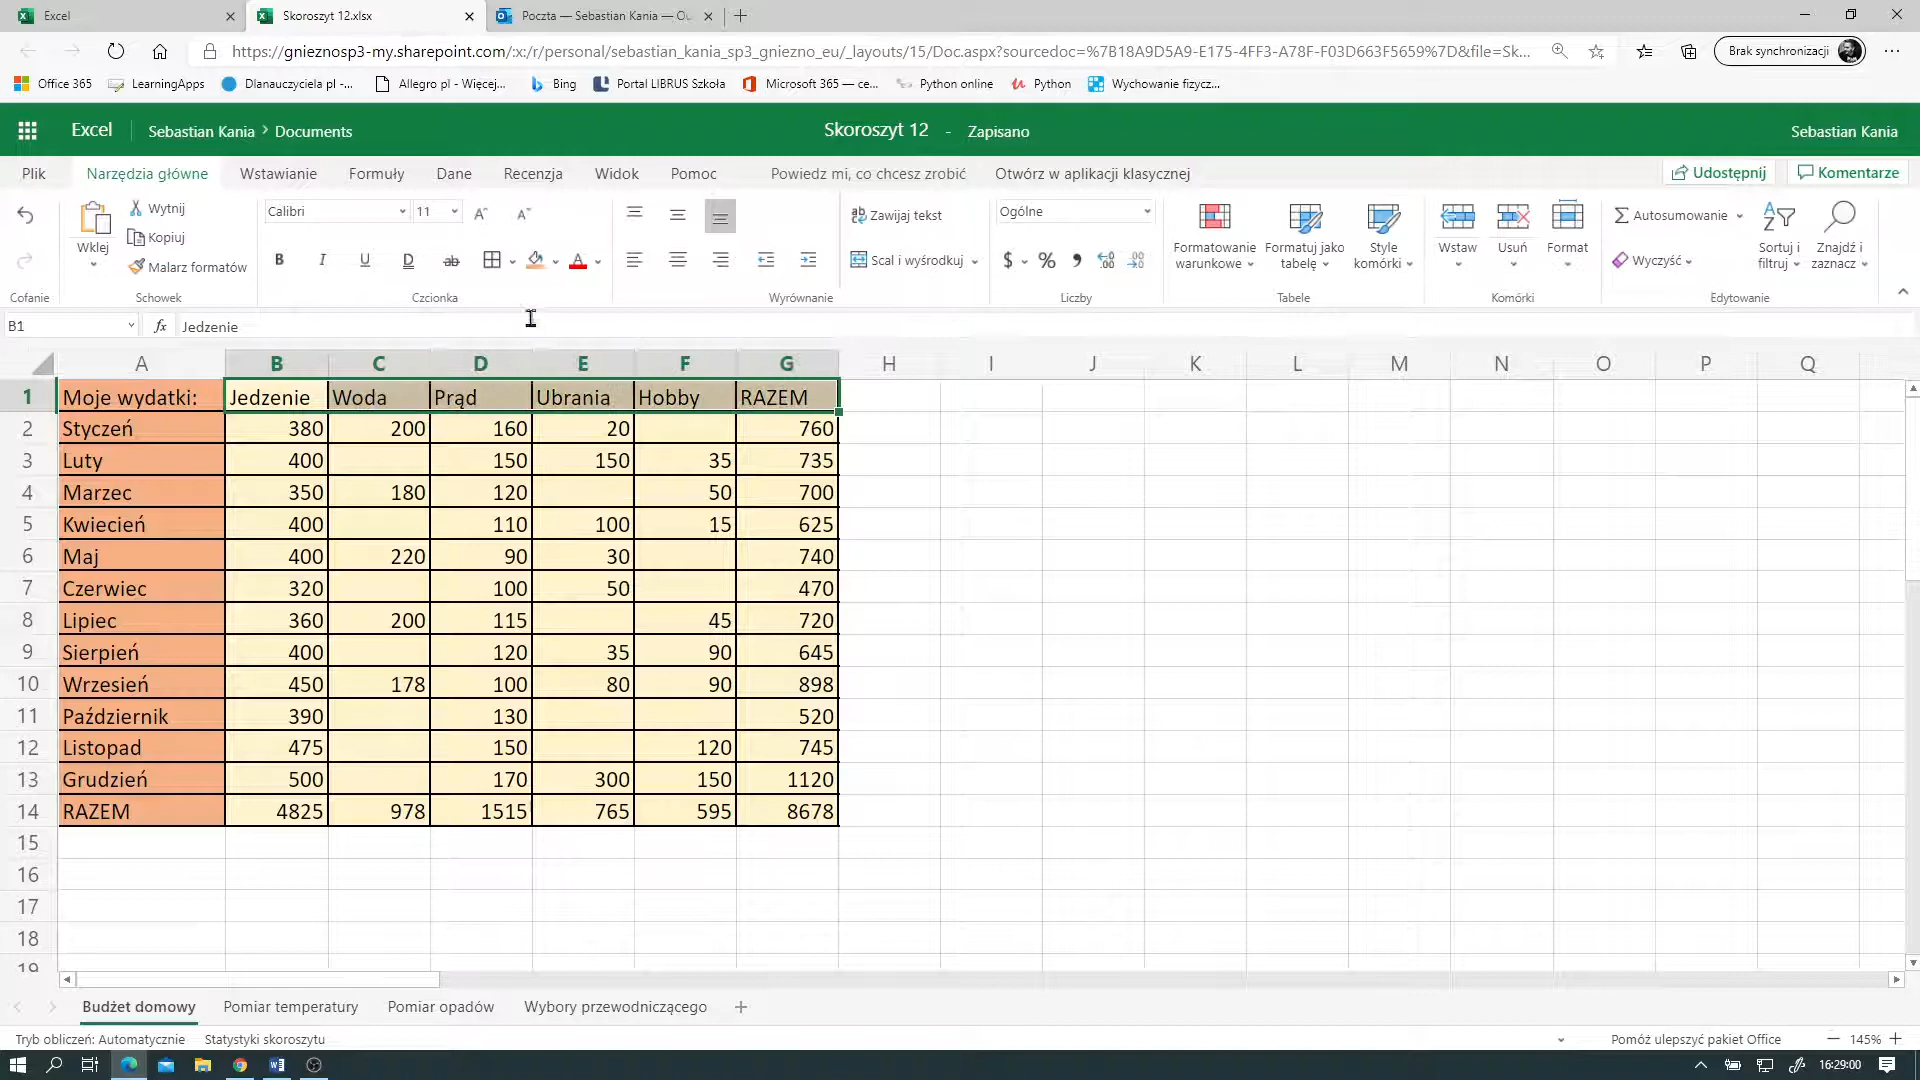 Excel
Skoroszyt 12.xlsx
Poczta — Sebastian Kania — Ou
https://gnieznosp3-my.sharepoint.com/:x:/r/personal/sebastian_kania_sp3_gniezno_eu/_layouts/15/Doc.aspx?sourcedoc=%7B18A9D5A9-E175-4FF3-A78F-F03D663F5659%7D&file=Sk...
Brak synchronizacji
Office 365 LearningApps Dlanauczyciela pl -... Allegro pl - Więcej... Bing Portal LIBRUS Szkoła Microsoft 365 — ce... Python online Python Wychowanie fizycz...
Excel Sebastian Kania > Documents Skoroszyt 12 - Zapisano Sebastian Kania
Plik Narzędzia główne Wstawianie Formuły Dane Recenzja Widok Pomoc Powiedz mi, co chcesz zrobić Otwórz w aplikacji klasycznej Udostępnij Komentarze
Wklej
Wytnij
Kopiuj
Malarz formatów
Calibri 11
B I U D ab
Zawijaj tekst
Scal i wyśrodkuj
Ogólne
$ % 
Formatowanie warunkowe
Formatuj jako tabelę
Style komórki
Wstaw
Usuń
Format
Autosumowanie
Wyczyść
Sortuj i filtruj
Znajdź i zaznacz
Cofanie Schowek Czcionka Wyrównanie Liczby Tabele Komórki Edytowanie
B1 fx Jedzenie
A B C D E F G H I J K L M N O P Q
1 Moje wydatki: Jedzenie Woda Prąd Ubrania Hobby RAZEM
2 Styczeń 380 200 160 20 760
3 Luty 400 150 150 35 735
4 Marzec 350 180 120 50 700
5 Kwiecień 400 110 100 15 625
6 Maj 400 220 90 30 740
7 Czerwiec 320 100 50 470
8 Lipiec 360 200 115 45 720
9 Sierpień 400 120 35 90 645
10 Wrzesień 450 178 100 80 90 898
11 Październik 390 130 520
12 Listopad 475 150 120 745
13 Grudzień 500 170 300 150 1120
14 RAZEM 4825 978 1515 765 595 8678
15
16
17
18
19
Budżet domowy Pomiar temperatury Pomiar opadów Wybory przewodniczącego
Tryb obliczeń: Automatycznie Statystyki skoroszytu Pomóż ulepszyć pakiet Office 145%
16:29:00